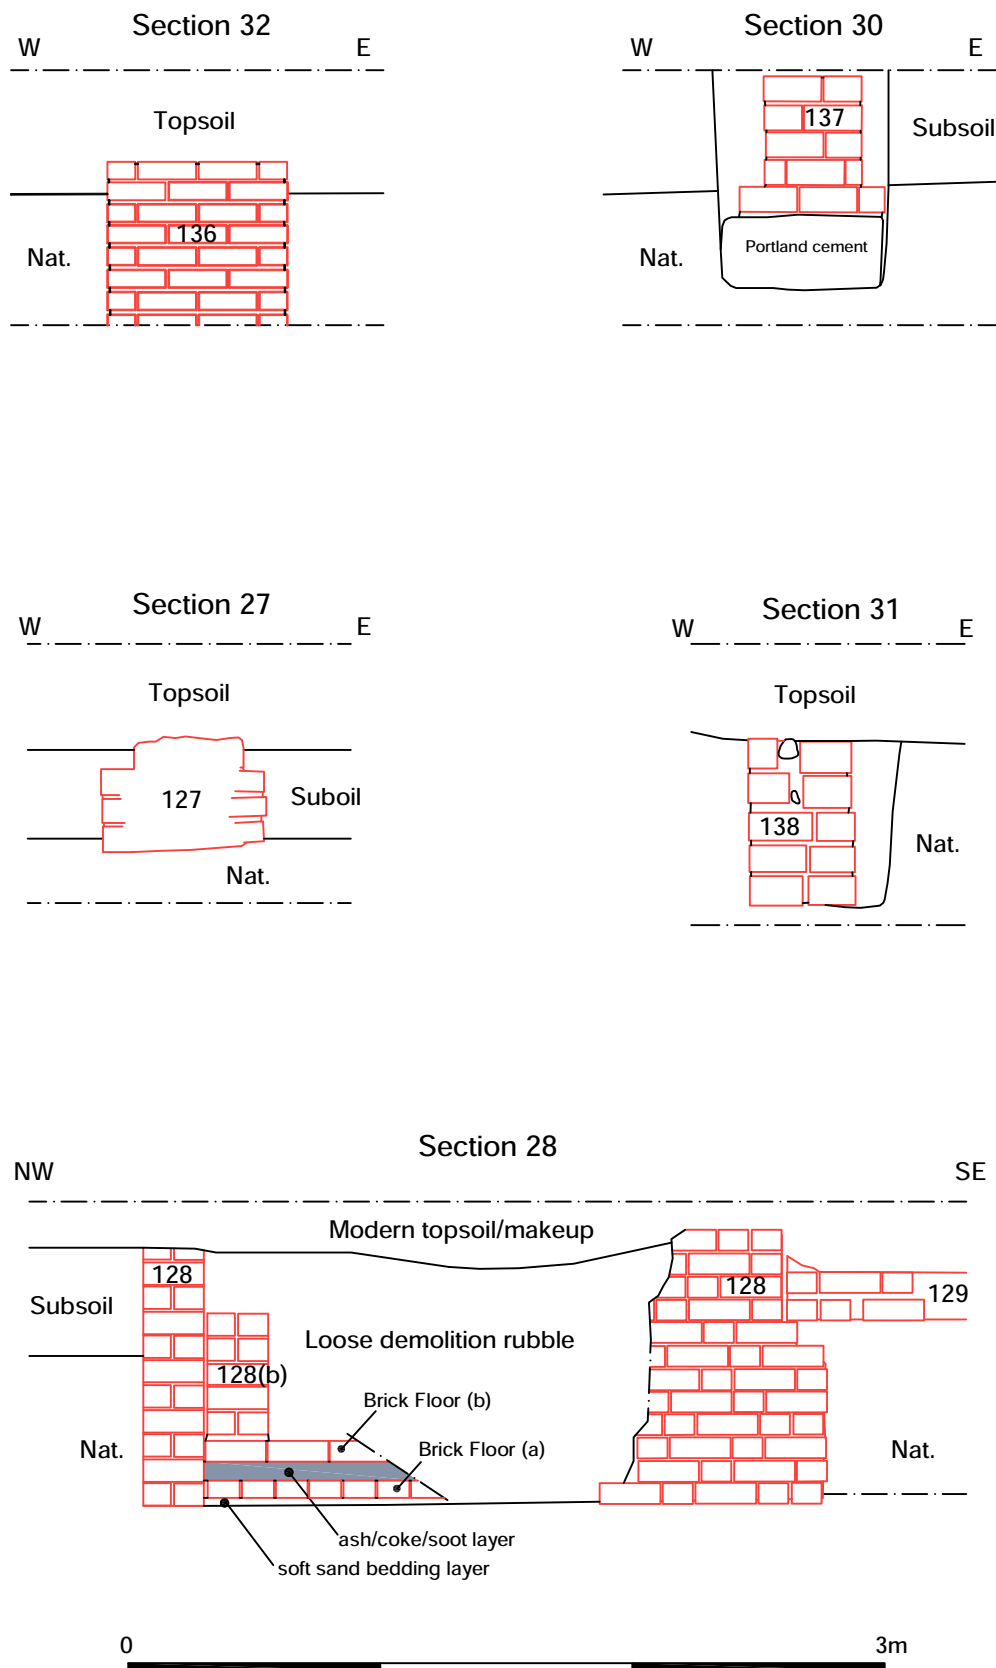 Section 32
W E
Topsoil
136
Nat.
Section 30
W E
137
Subsoil
Portland cement
Nat.
Section 27
W E
Topsoil
127
Suboil
Nat.
Section 31
W E
Topsoil
138
Nat.
Section 28
NW SE
Modern topsoil/makeup
128
128
129
Subsoil
Loose demolition rubble
128(b)
Brick Floor (b)
Brick Floor (a)
Nat.
Nat.
ash/coke/soot layer
soft sand bedding layer
0 3m